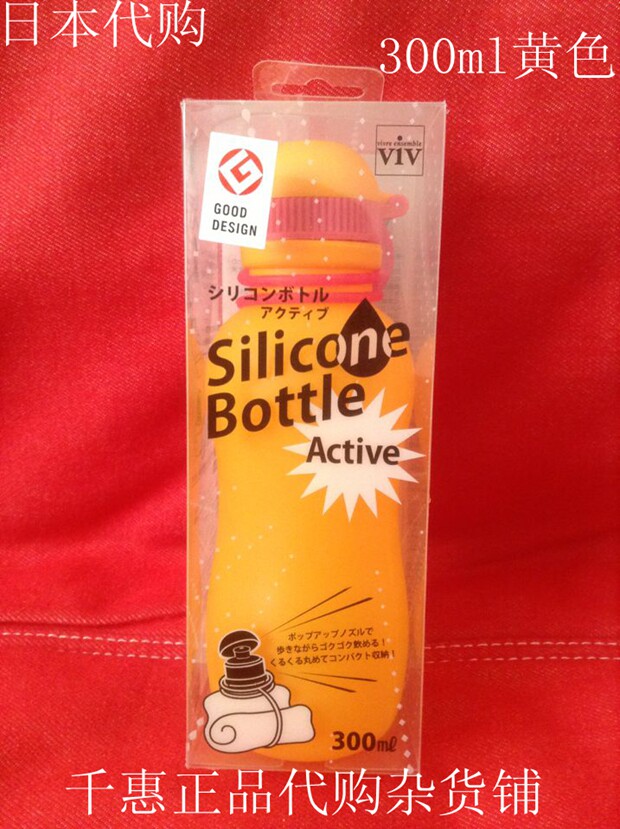 日本代购
300ml黄色
vivre ensemble
ViV
GOOD
DESIGN
シリコンボトル
アクティブ
Silicone
Bottle
Active
ポップアップノズルで
歩きながらゴクゴク飲める!
くるくる丸めてコンパクト収納!
300ml
千惠正品代购杂货铺